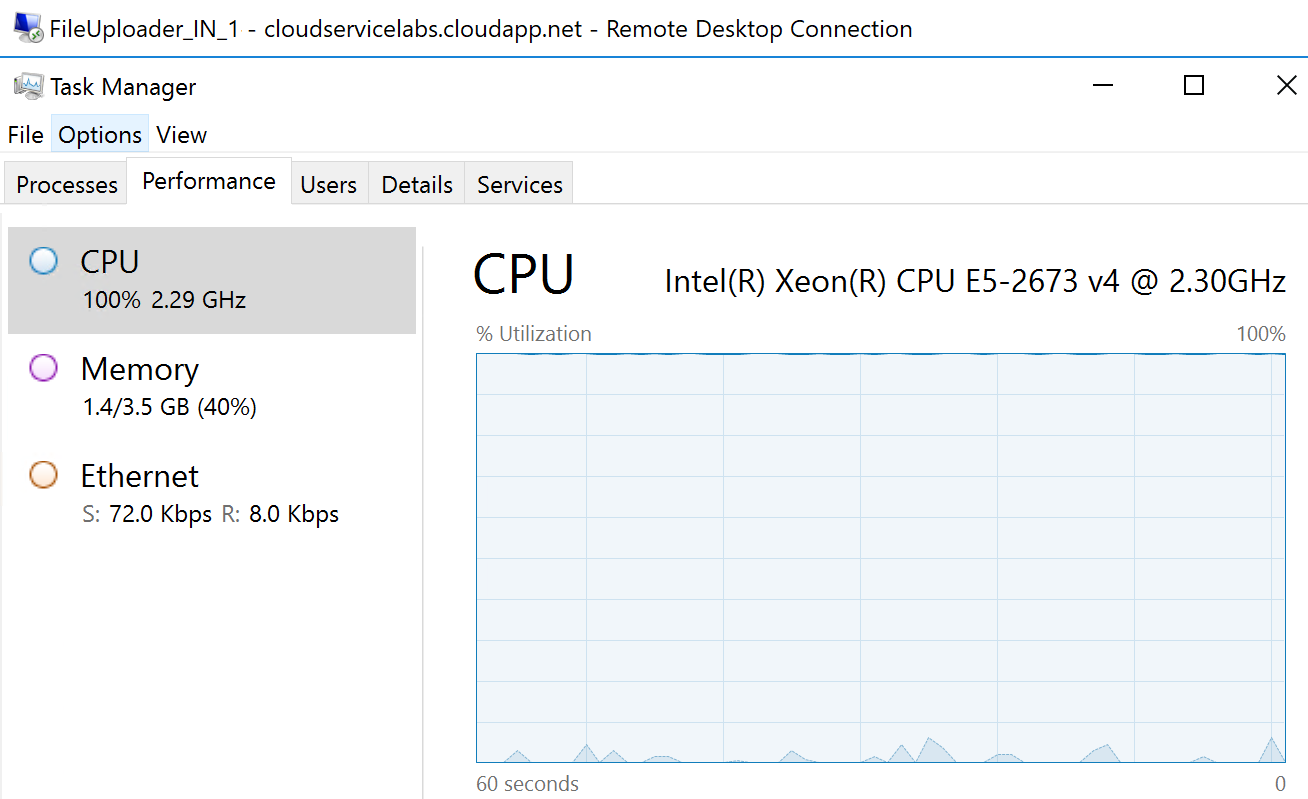 FileUploader_IN_1 - cloudservicelabs.cloudapp.net - Remote Desktop Connection
Task Manager
File Options View
Processes Performance Users Details Services
CPU
100% 2.29 GHz
Memory
1.4/3.5 GB (40%)
Ethernet
S: 72.0 Kbps R: 8.0 Kbps
CPU Intel(R) Xeon(R) CPU E5-2673 v4 @ 2.30GHz
% Utilization 100%
60 seconds 0